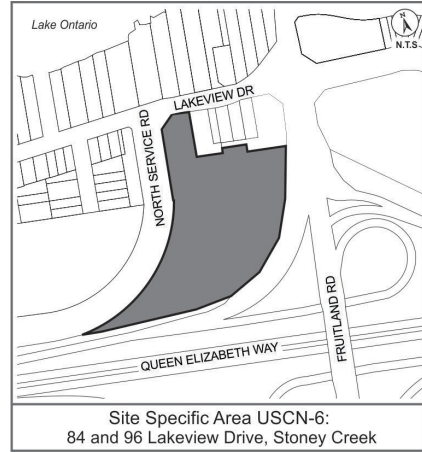 Lake Ontario
N
N.T.S
LAKEVIEW DR
NORTH SERVICE RD
FRUITLAND RD
QUEEN ELIZABETH WAY
Site Specific Area USCN-6:
84 and 96 Lakeview Drive, Stoney Creek